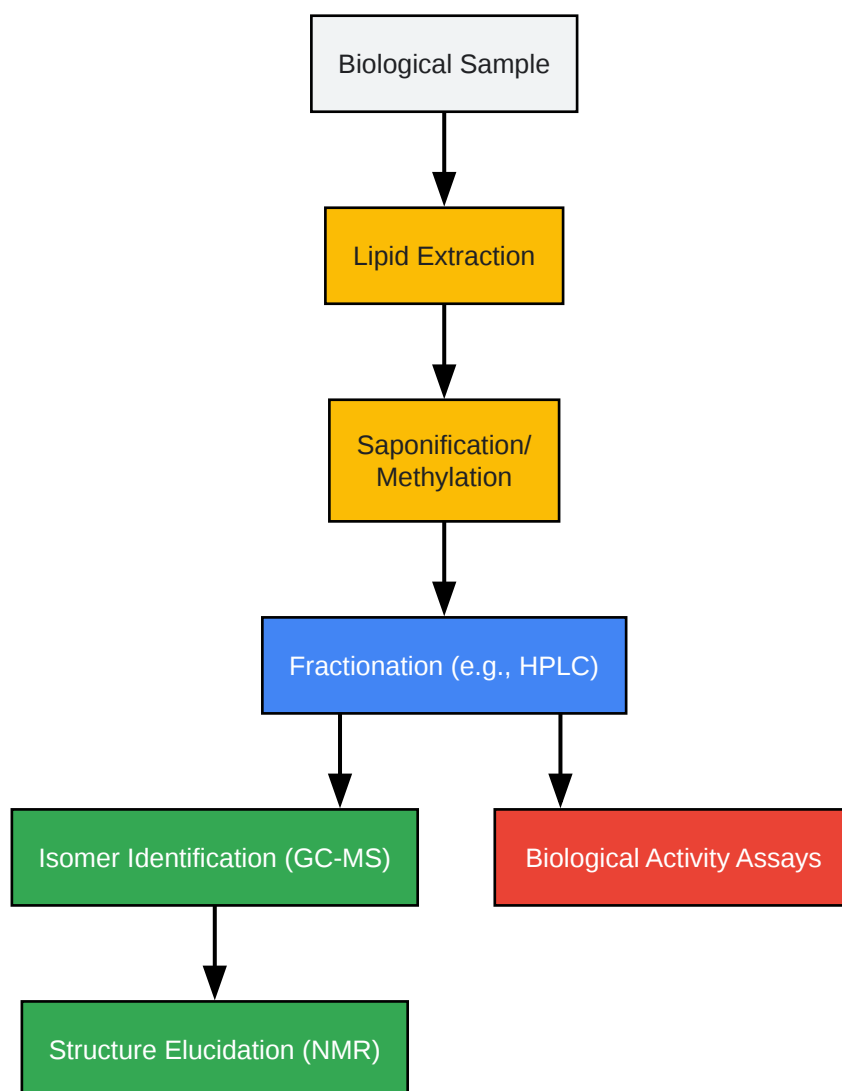 Biological Sample
Lipid Extraction
Saponification/
Methylation
Fractionation (e.g., HPLC)
Isomer Identification (GC-MS)
Biological Activity Assays
Structure Elucidation (NMR)